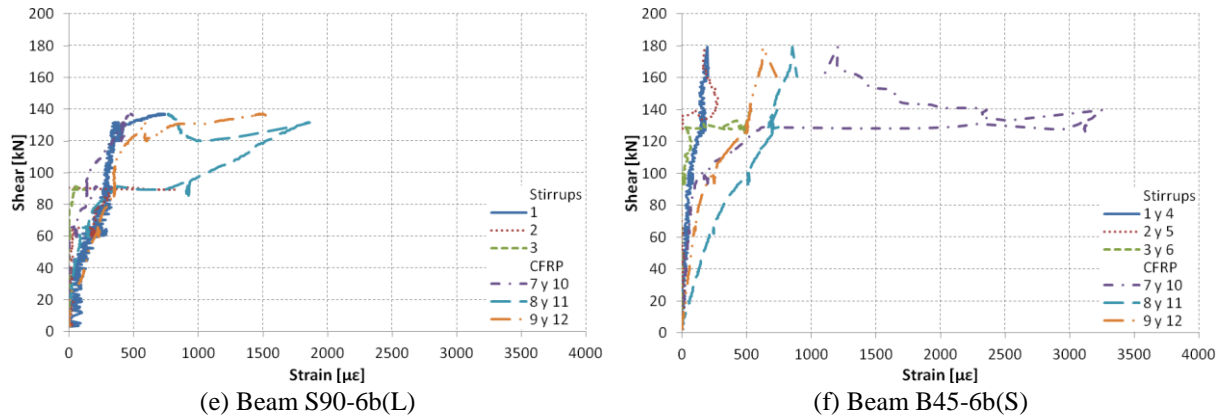 200
180
160
140
120
100
80
60
40
20
0
Shear [kN]
0 500 1000 1500 2000 2500 3000 3500 4000
Strain [με]
Stirrups
1
2
3
CFRP
7 y 10
8 y 11
9 y 12
(e) Beam S90-6b(L)
200
180
160
140
120
100
80
60
40
20
0
Shear [kN]
0 500 1000 1500 2000 2500 3000 3500 4000
Strain [με]
Stirrups
1 y 4
2 y 5
3 y 6
CFRP
7 y 10
8 y 11
9 y 12
(f) Beam B45-6b(S)